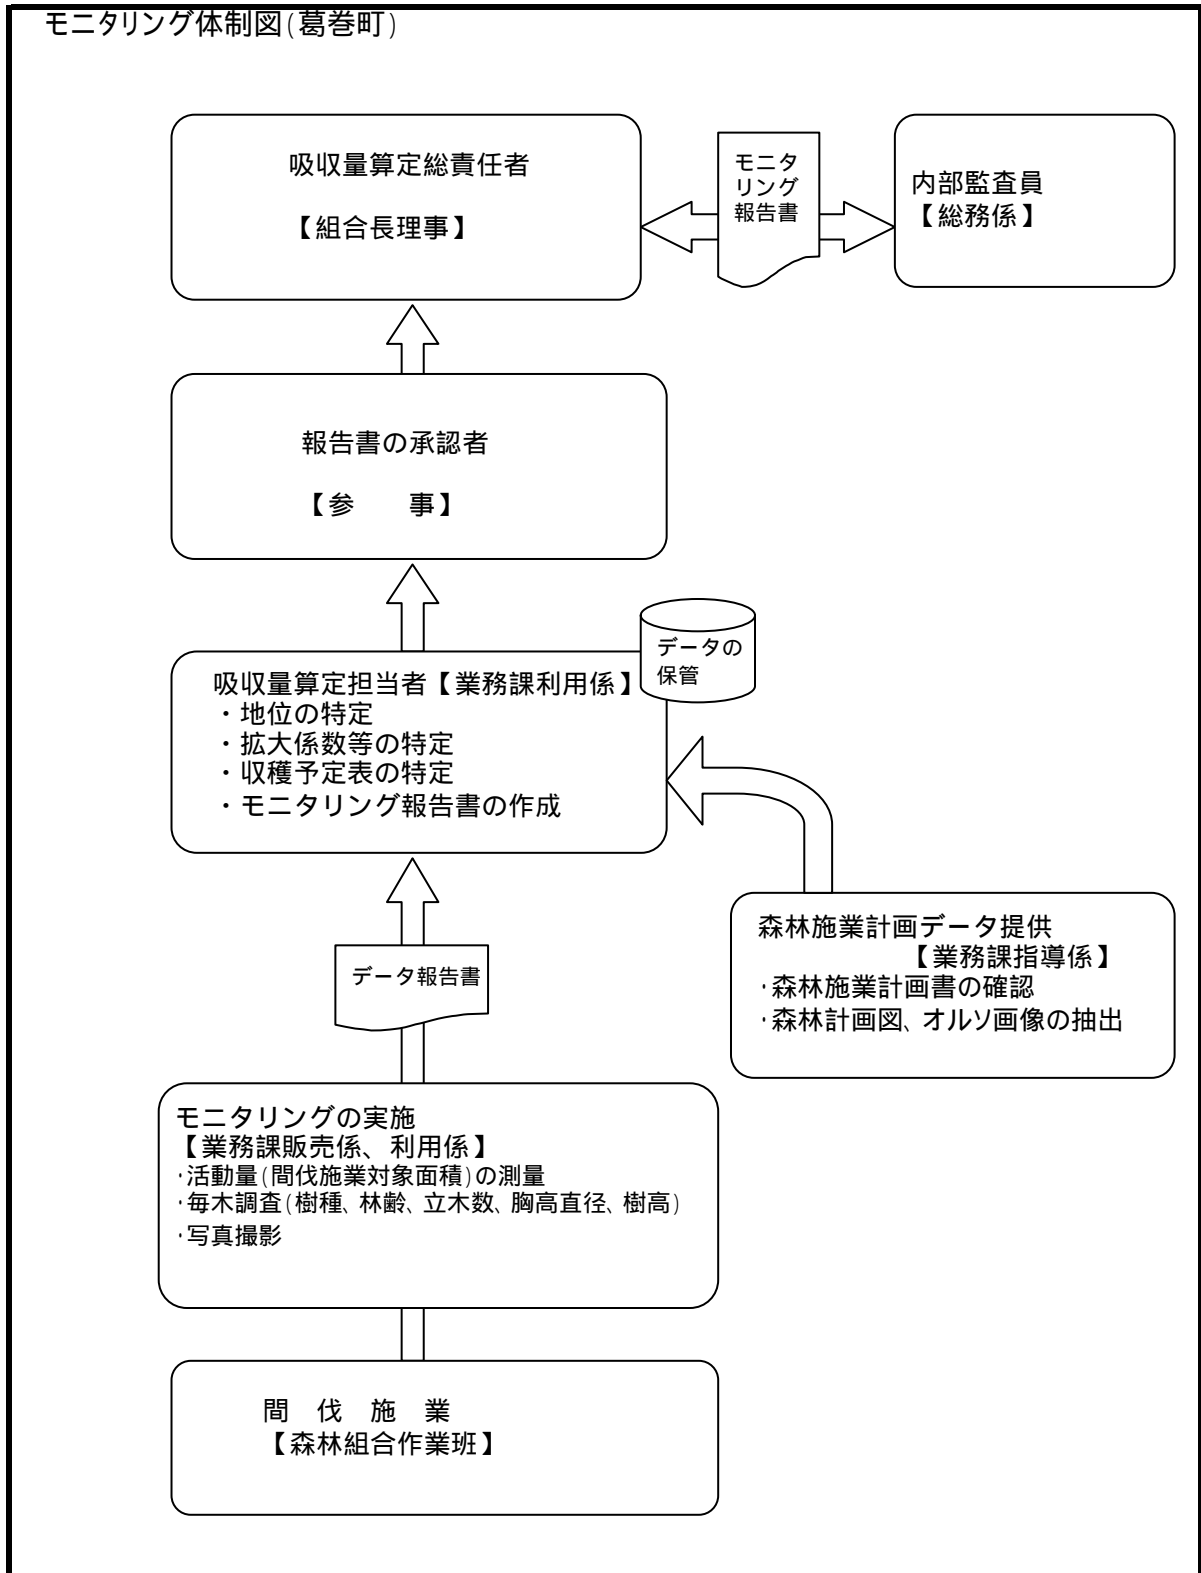 モニタリング体制図(葛巻町)
吸収量算定総責任者
【組合長理事】
モニタ
リング
報告書
内部監査員
【総務係】
報告書の承認者
【参　事】
データの
保管
吸収量算定担当者【業務課利用係】
・地位の特定
・拡大係数等の特定
・収穫予定表の特定
・モニタリング報告書の作成
データ報告書
森林施業計画データ提供
【業務課指導係】
・森林施業計画書の確認
・森林計画図、オルソ画像の抽出
モニタリングの実施
【業務課販売係、利用係】
・活動量(間伐施業対象面積)の測量
・毎木調査(樹種、林齢、立木数、胸高直径、樹高)
・写真撮影
間　伐　施　業
【森林組合作業班】